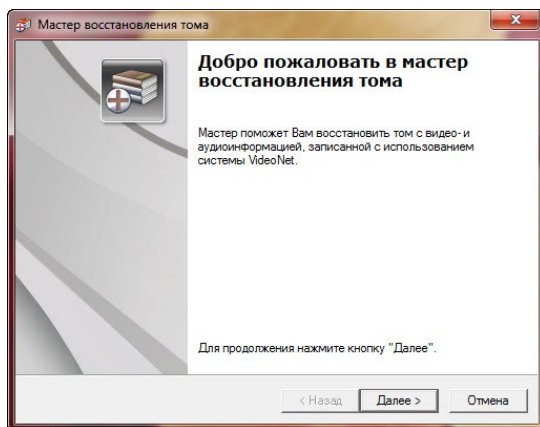 Мастер восстановления тома
Добро пожаловать в мастер
восстановления тома
Мастер поможет Вам восстановить том с видео- и
аудиоинформацией, записанной с использованием
системы VideoNet.
Для продолжения нажмите кнопку "Далее".
< Назад Далее > Отмена